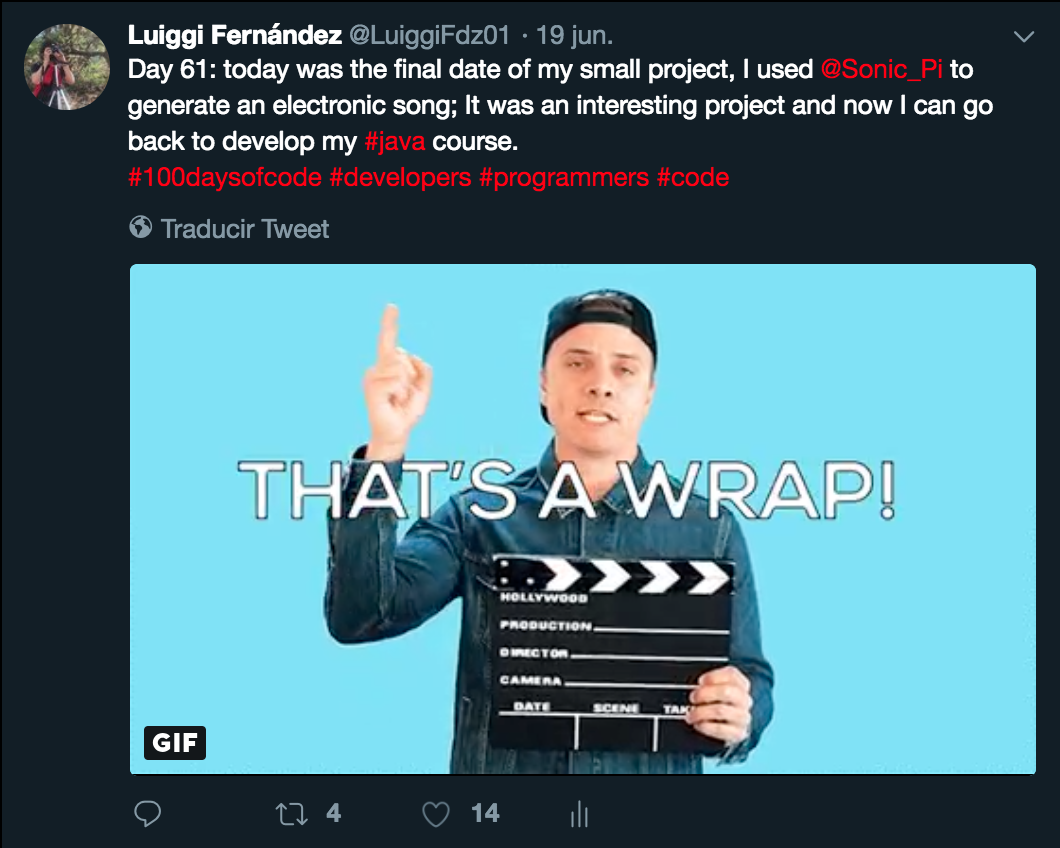 Luiggi Fernández @LuiggiFdz01 · 19 jun.
Day 61: today was the final date of my small project, I used @Sonic_Pi to
generate an electronic song; It was an interesting project and now I can go
back to develop my #java course.
#100daysofcode #developers #programmers #code
Traducir Tweet
THAT'S A WRAP!
HOLLYWOOD
PRODUCTION
DIRECTOR
CAMERA
DATE SCENE TAK
GIF
4 14